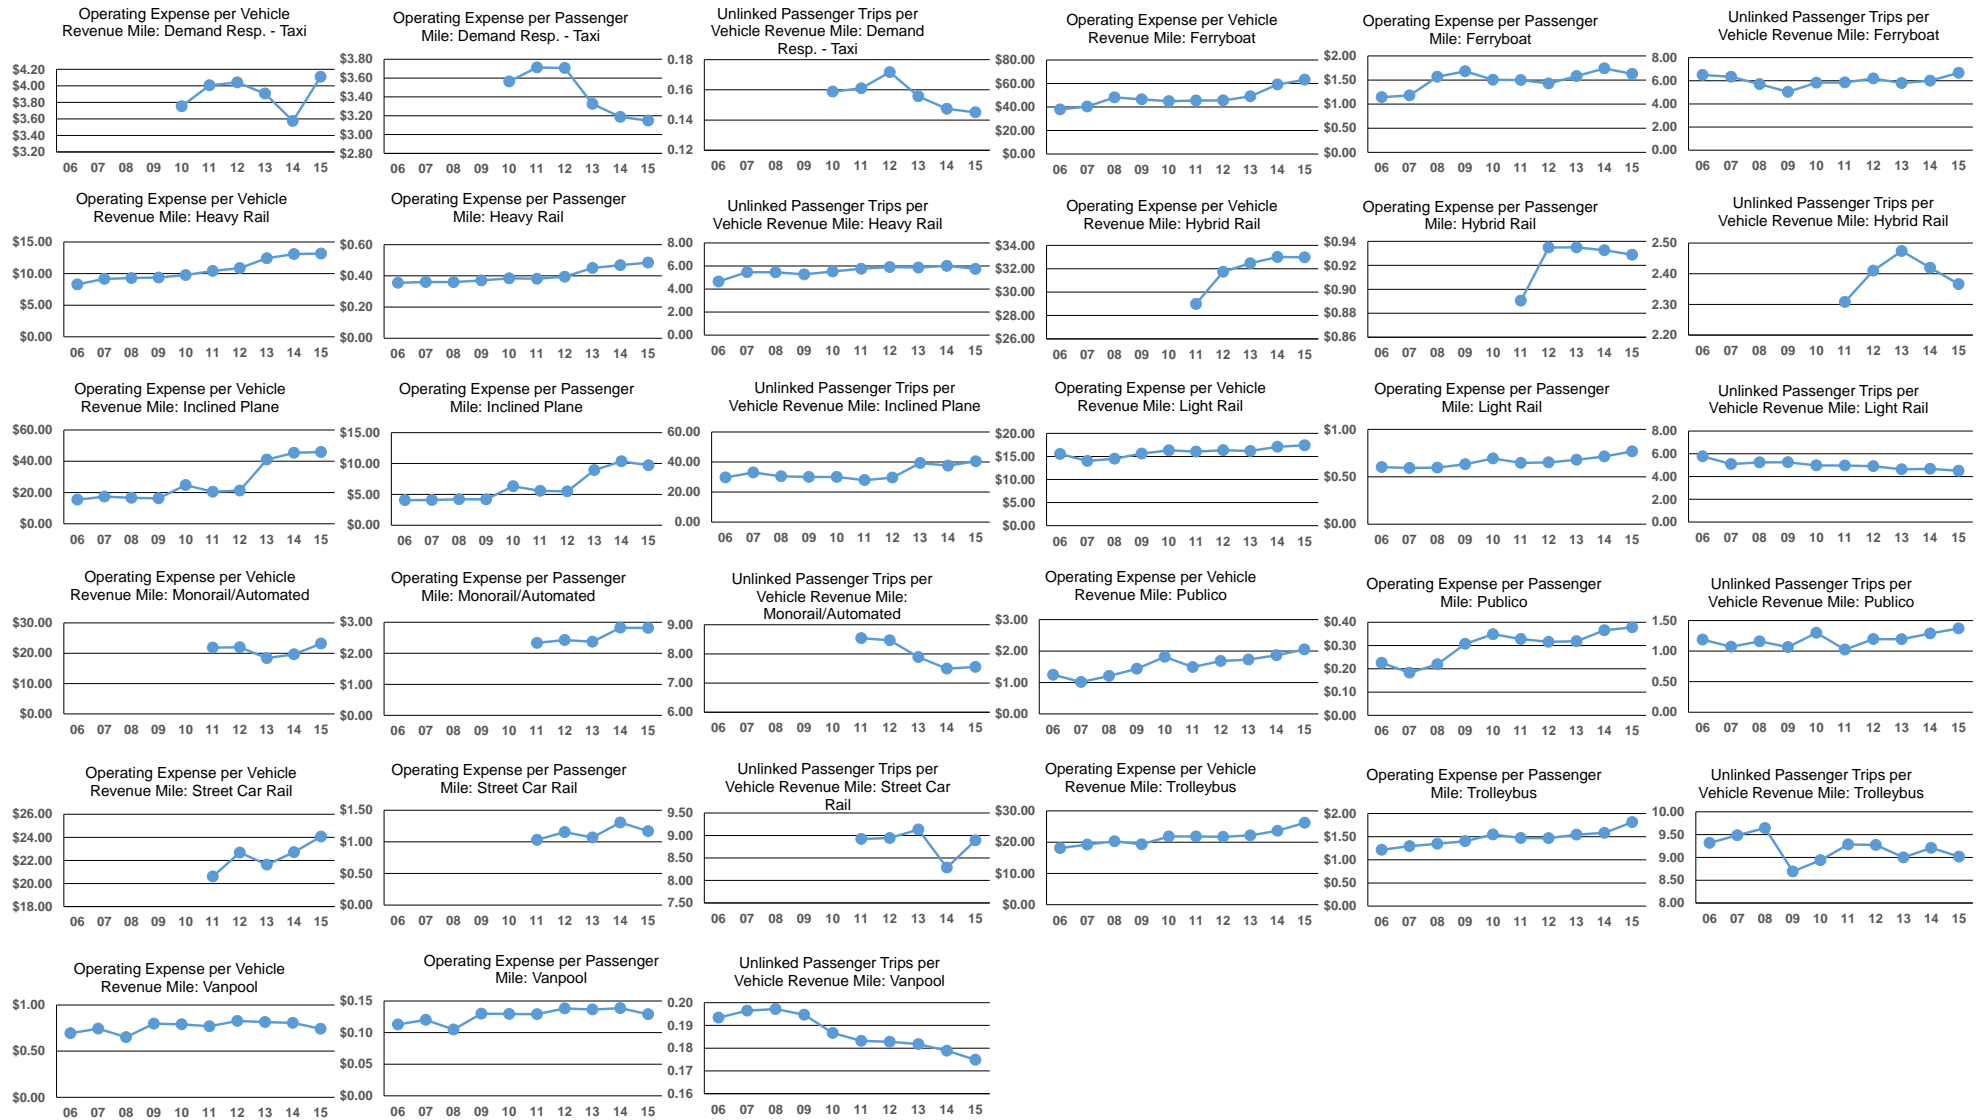 Operating Expense per Vehicle
Revenue Mile: Demand Resp. - Taxi
$4.20
$4.00
$3.80
$3.60
$3.40
$3.20
06 07 08 09 10 11 12 13 14 15
Operating Expense per Passenger
Mile: Demand Resp. - Taxi
$3.80
$3.60
$3.40
$3.20
$3.00
$2.80
06 07 08 09 10 11 12 13 14 15
Unlinked Passenger Trips per
Vehicle Revenue Mile: Demand
Resp. - Taxi
0.18
0.16
0.14
0.12
06 07 08 09 10 11 12 13 14 15
Operating Expense per Vehicle
Revenue Mile: Ferryboat
$80.00
$60.00
$40.00
$20.00
$0.00
06 07 08 09 10 11 12 13 14 15
Operating Expense per Passenger
Mile: Ferryboat
$2.00
$1.50
$1.00
$0.50
$0.00
06 07 08 09 10 11 12 13 14 15
Unlinked Passenger Trips per
Vehicle Revenue Mile: Ferryboat
8.00
6.00
4.00
2.00
0.00
06 07 08 09 10 11 12 13 14 15
Operating Expense per Vehicle
Revenue Mile: Heavy Rail
$15.00
$10.00
$5.00
$0.00
06 07 08 09 10 11 12 13 14 15
Operating Expense per Passenger
Mile: Heavy Rail
$0.60
$0.40
$0.20
$0.00
06 07 08 09 10 11 12 13 14 15
Unlinked Passenger Trips per
Vehicle Revenue Mile: Heavy Rail
8.00
6.00
4.00
2.00
0.00
06 07 08 09 10 11 12 13 14 15
Operating Expense per Vehicle
Revenue Mile: Hybrid Rail
$34.00
$32.00
$30.00
$28.00
$26.00
06 07 08 09 10 11 12 13 14 15
Operating Expense per Passenger
Mile: Hybrid Rail
$0.94
$0.92
$0.90
$0.88
$0.86
06 07 08 09 10 11 12 13 14 15
Unlinked Passenger Trips per
Vehicle Revenue Mile: Hybrid Rail
2.50
2.40
2.30
2.20
06 07 08 09 10 11 12 13 14 15
Operating Expense per Vehicle
Revenue Mile: Inclined Plane
$60.00
$40.00
$20.00
$0.00
06 07 08 09 10 11 12 13 14 15
Operating Expense per Passenger
Mile: Inclined Plane
$15.00
$10.00
$5.00
$0.00
06 07 08 09 10 11 12 13 14 15
Unlinked Passenger Trips per
Vehicle Revenue Mile: Inclined Plane
60.00
40.00
20.00
0.00
06 07 08 09 10 11 12 13 14 15
Operating Expense per Vehicle
Revenue Mile: Light Rail
$20.00
$15.00
$10.00
$5.00
$0.00
06 07 08 09 10 11 12 13 14 15
Operating Expense per Passenger
Mile: Light Rail
$1.00
$0.50
$0.00
06 07 08 09 10 11 12 13 14 15
Unlinked Passenger Trips per
Vehicle Revenue Mile: Light Rail
8.00
6.00
4.00
2.00
0.00
06 07 08 09 10 11 12 13 14 15
Operating Expense per Vehicle
Revenue Mile: Monorail/Automated
$30.00
$20.00
$10.00
$0.00
06 07 08 09 10 11 12 13 14 15
Operating Expense per Passenger
Mile: Monorail/Automated
$3.00
$2.00
$1.00
$0.00
06 07 08 09 10 11 12 13 14 15
Unlinked Passenger Trips per
Vehicle Revenue Mile:
Monorail/Automated
9.00
8.00
7.00
6.00
06 07 08 09 10 11 12 13 14 15
Operating Expense per Vehicle
Revenue Mile: Publico
$3.00
$2.00
$1.00
$0.00
06 07 08 09 10 11 12 13 14 15
Operating Expense per Passenger
Mile: Publico
$0.40
$0.30
$0.20
$0.10
$0.00
06 07 08 09 10 11 12 13 14 15
Unlinked Passenger Trips per
Vehicle Revenue Mile: Publico
1.50
1.00
0.50
0.00
06 07 08 09 10 11 12 13 14 15
Operating Expense per Vehicle
Revenue Mile: Street Car Rail
$26.00
$24.00
$22.00
$20.00
$18.00
06 07 08 09 10 11 12 13 14 15
Operating Expense per Passenger
Mile: Street Car Rail
$1.50
$1.00
$0.50
$0.00
06 07 08 09 10 11 12 13 14 15
Unlinked Passenger Trips per
Vehicle Revenue Mile: Street Car
Rail
9.50
9.00
8.50
8.00
7.50
06 07 08 09 10 11 12 13 14 15
Operating Expense per Vehicle
Revenue Mile: Trolleybus
$30.00
$20.00
$10.00
$0.00
06 07 08 09 10 11 12 13 14 15
Operating Expense per Passenger
Mile: Trolleybus
$2.00
$1.50
$1.00
$0.50
$0.00
06 07 08 09 10 11 12 13 14 15
Unlinked Passenger Trips per
Vehicle Revenue Mile: Trolleybus
10.00
9.50
9.00
8.50
8.00
06 07 08 09 10 11 12 13 14 15
Operating Expense per Vehicle
Revenue Mile: Vanpool
$1.00
$0.50
$0.00
06 07 08 09 10 11 12 13 14 15
Operating Expense per Passenger
Mile: Vanpool
$0.15
$0.10
$0.05
$0.00
06 07 08 09 10 11 12 13 14 15
Unlinked Passenger Trips per
Vehicle Revenue Mile: Vanpool
0.20
0.19
0.18
0.17
0.16
06 07 08 09 10 11 12 13 14 15